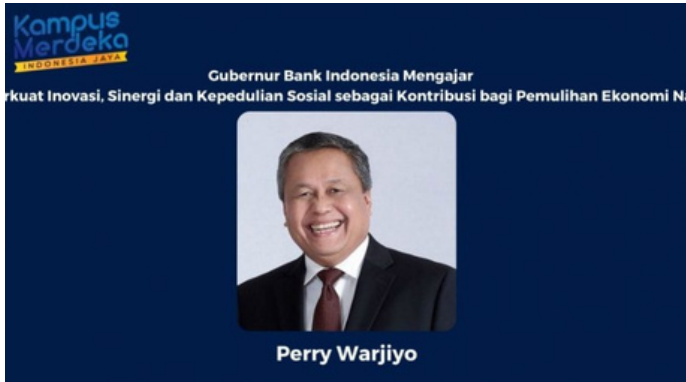 Kampus
Merdeka
INDONESIA JAYA
Gubernur Bank Indonesia Mengajar
rkuat Inovasi, Sinergi dan Kepedulian Sosial sebagai Kontribusi bagi Pemulihan Ekonomi Na
Perry Warjiyo